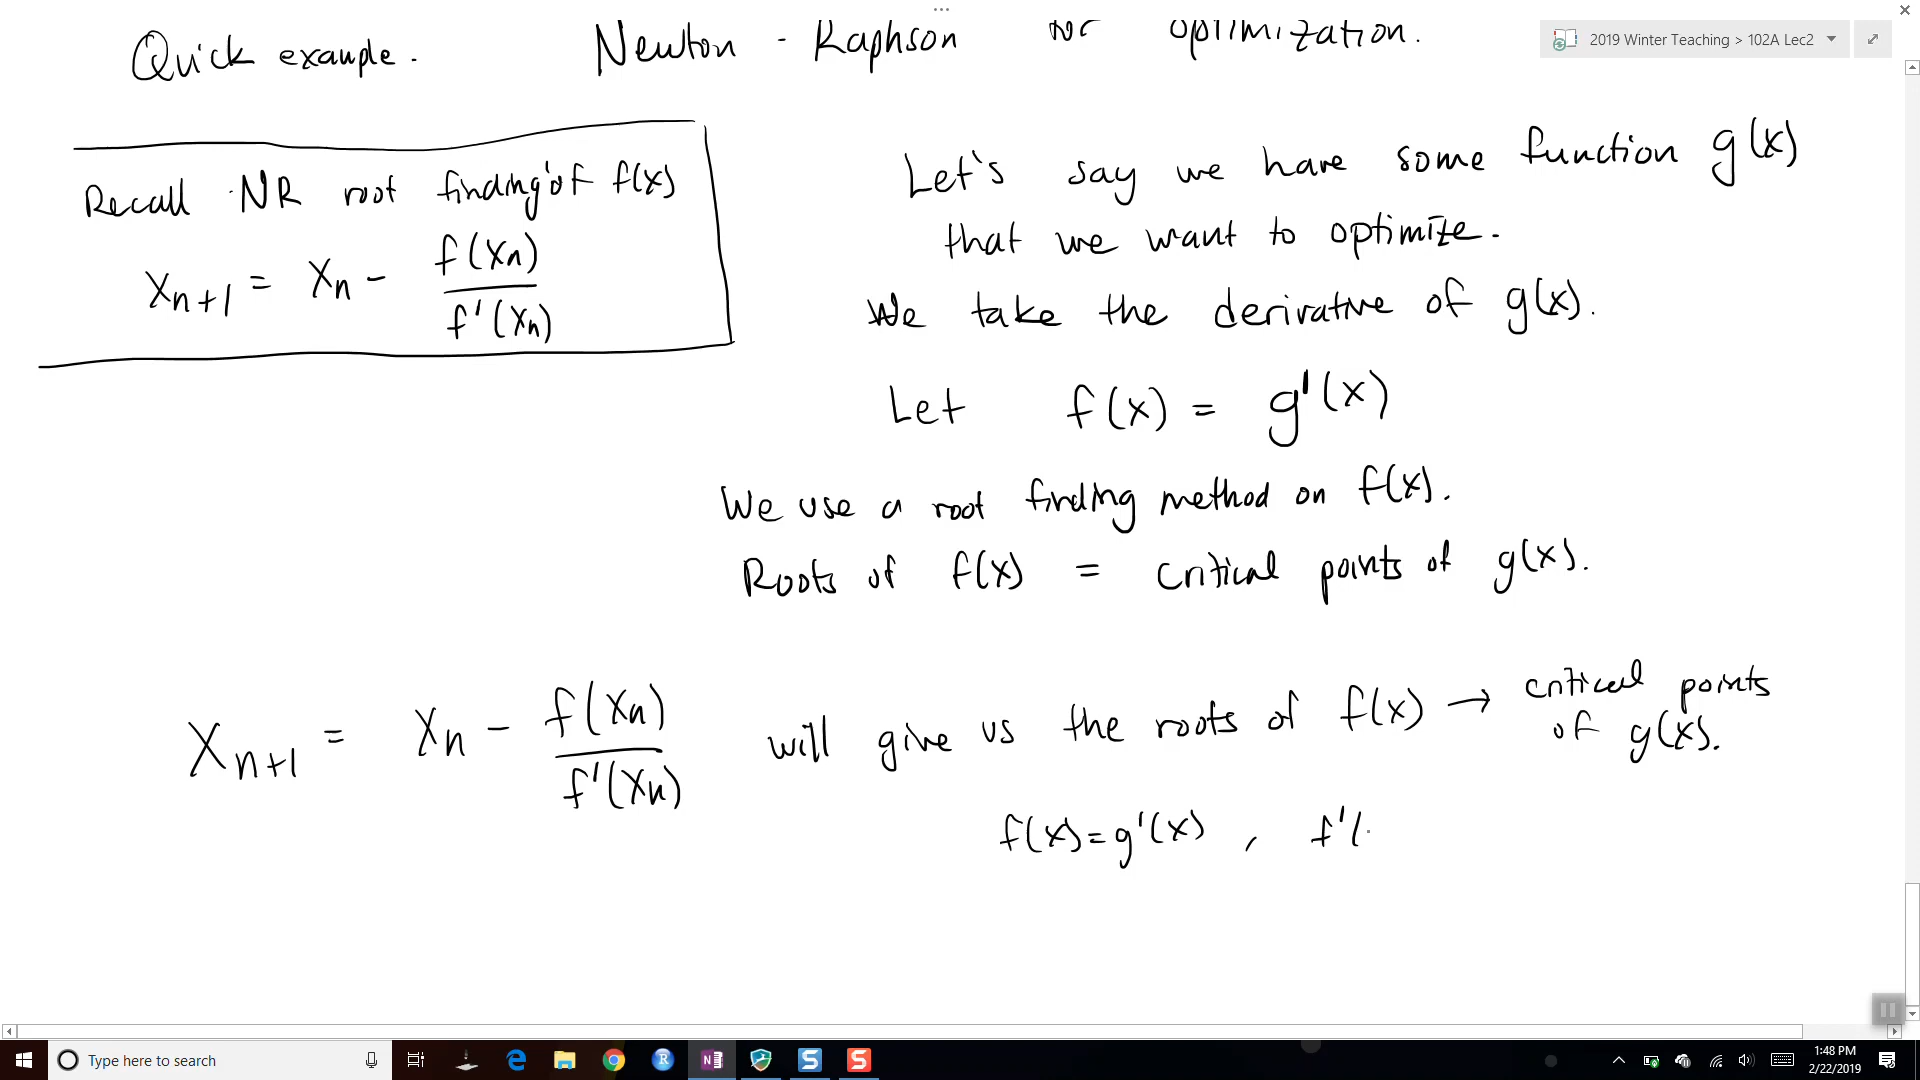 Quick example.
Newton - Raphson for optimization.
2019 Winter Teaching > 102A Lec2
Recall NR root finding of f(x)
Xn+1 = Xn - f(Xn) / f'(Xn)
Let's say we have some function g(x)
that we want to optimize.
We take the derivative of g(x).
Let f(x) = g'(x)
We use a root finding method on f(x).
Roots of f(x) = critical points of g(x).
Xn+1 = Xn - f(Xn) / f'(Xn) will give us the roots of f(x) → critical points
of g(x).
f(x)=g'(x) , f'(
Type here to search
1:48 PM
2/22/2019